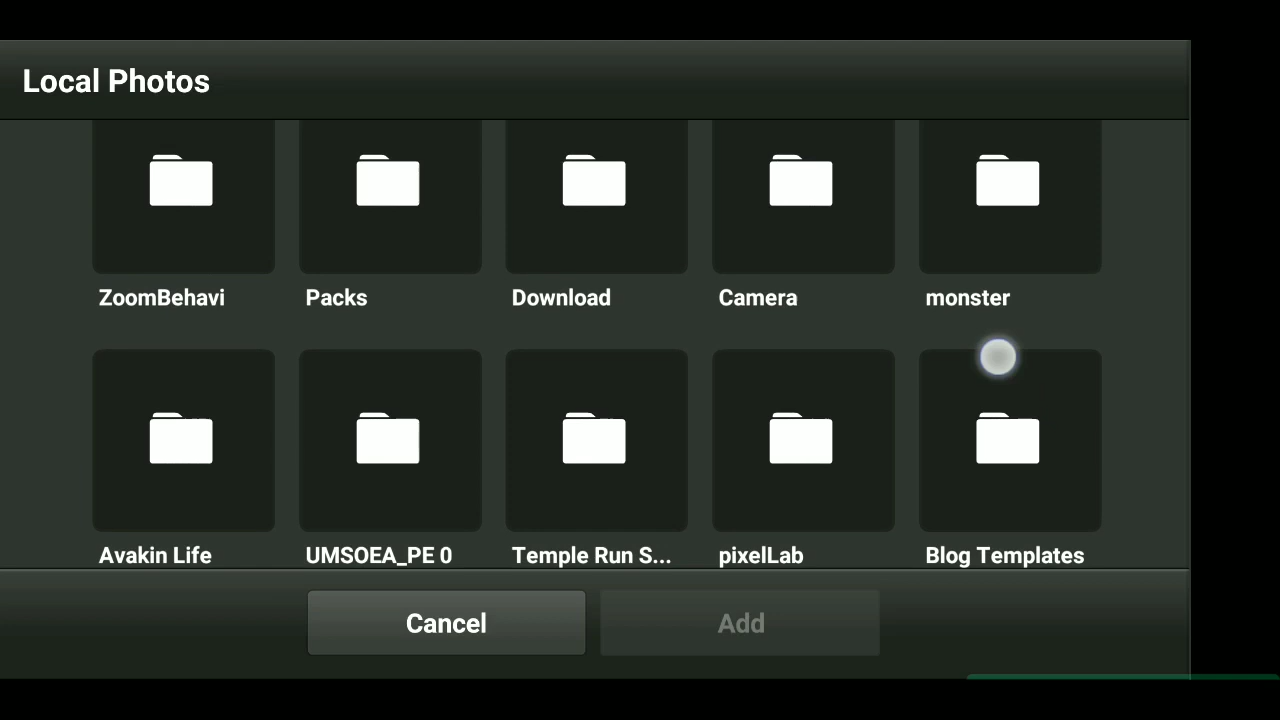 Local Photos
ZoomBehavi
Packs
Download
Camera
monster
Avakin Life
UMSOEA_PE 0
Temple Run S...
pixelLab
Blog Templates
Cancel
Add